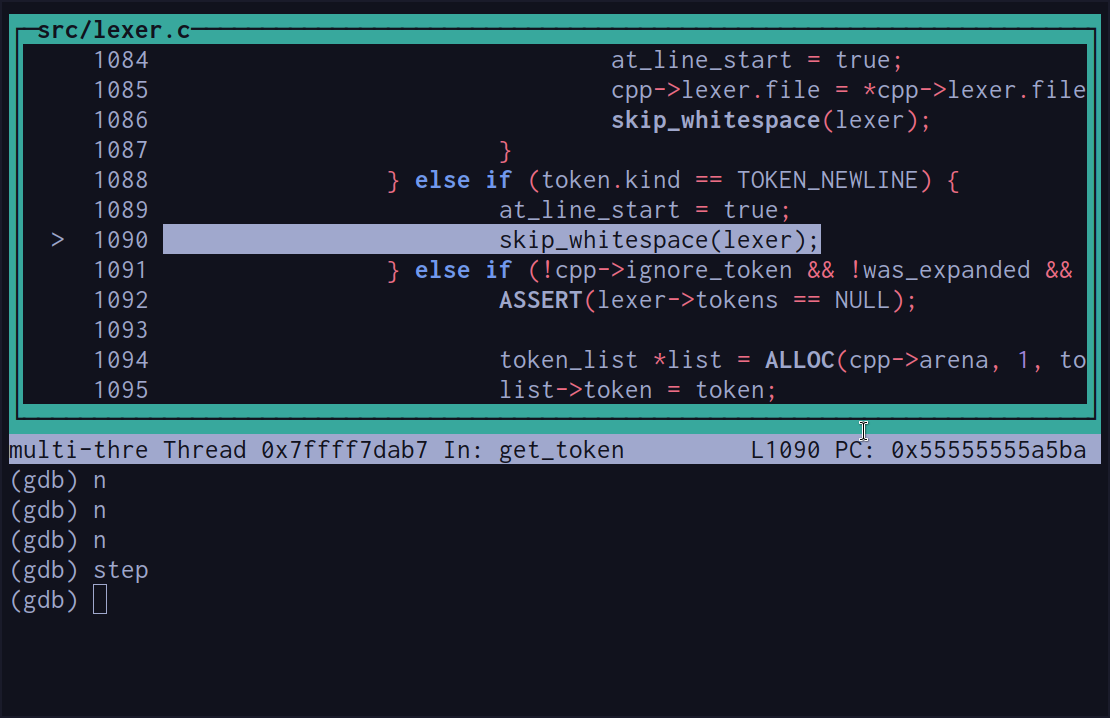 src/lexer.c
1084 at_line_start = true;
1085 cpp->lexer.file = *cpp->lexer.file
1086 skip_whitespace(lexer);
1087 }
1088 } else if (token.kind == TOKEN_NEWLINE) {
1089 at_line_start = true;
> 1090 skip_whitespace(lexer);
1091 } else if (!cpp->ignore_token && !was_expanded &&
1092 ASSERT(lexer->tokens == NULL);
1093
1094 token_list *list = ALLOC(cpp->arena, 1, to
1095 list->token = token;
multi-thre Thread 0x7ffff7dab7 In: get_token L1090 PC: 0x55555555a5ba
(gdb) n
(gdb) n
(gdb) n
(gdb) step
(gdb)